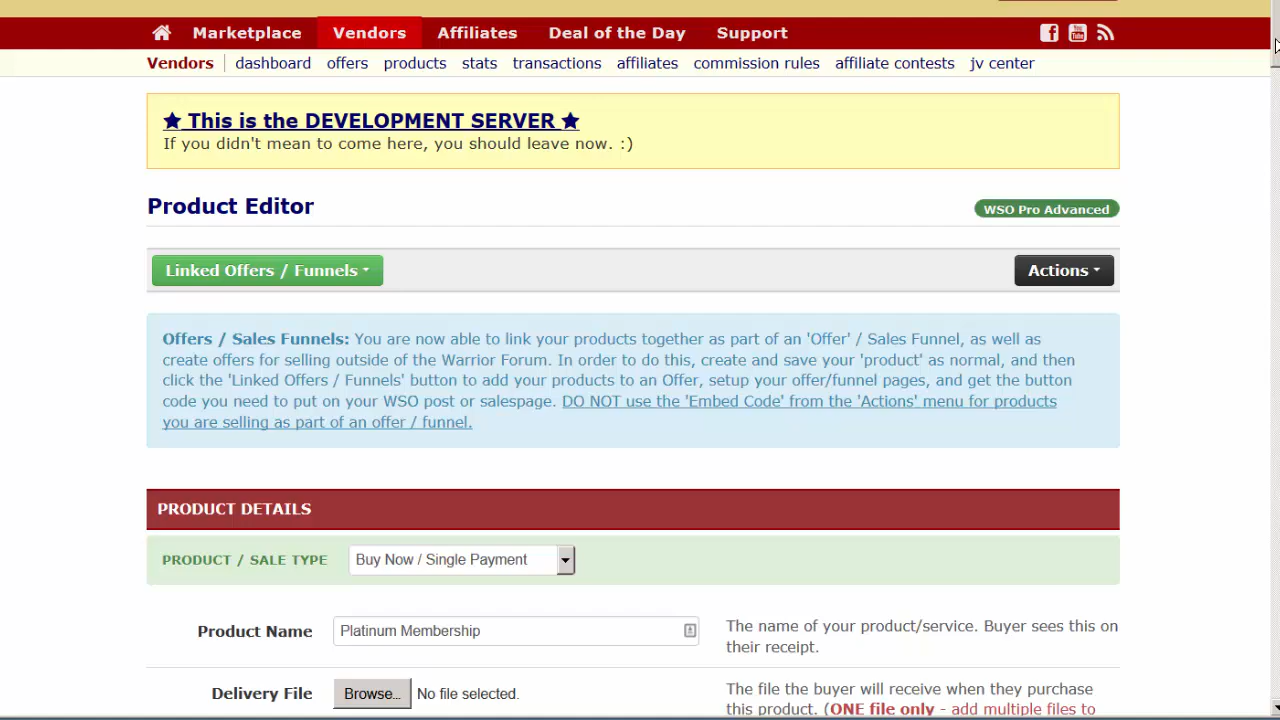 Marketplace Vendors Affiliates Deal of the Day Support
Vendors dashboard offers products stats transactions affiliates commission rules affiliate contests jv center
★ This is the DEVELOPMENT SERVER ★
If you didn't mean to come here, you should leave now. :)
Product Editor
WSO Pro Advanced
Linked Offers / Funnels
Actions
Offers / Sales Funnels: You are now able to link your products together as part of an 'Offer' / Sales Funnel, as well as
create offers for selling outside of the Warrior Forum. In order to do this, create and save your 'product' as normal, and then
click the 'Linked Offers / Funnels' button to add your products to an Offer, setup your offer/funnel pages, and get the button
code you need to put on your WSO post or salespage. DO NOT use the 'Embed Code' from the 'Actions' menu for products
you are selling as part of an offer / funnel.
PRODUCT DETAILS
PRODUCT / SALE TYPE Buy Now / Single Payment
Product Name Platinum Membership
The name of your product/service. Buyer sees this on
their receipt.
Delivery File Browse... No file selected.
The file the buyer will receive when they purchase
this product. (ONE file only - add multiple files to